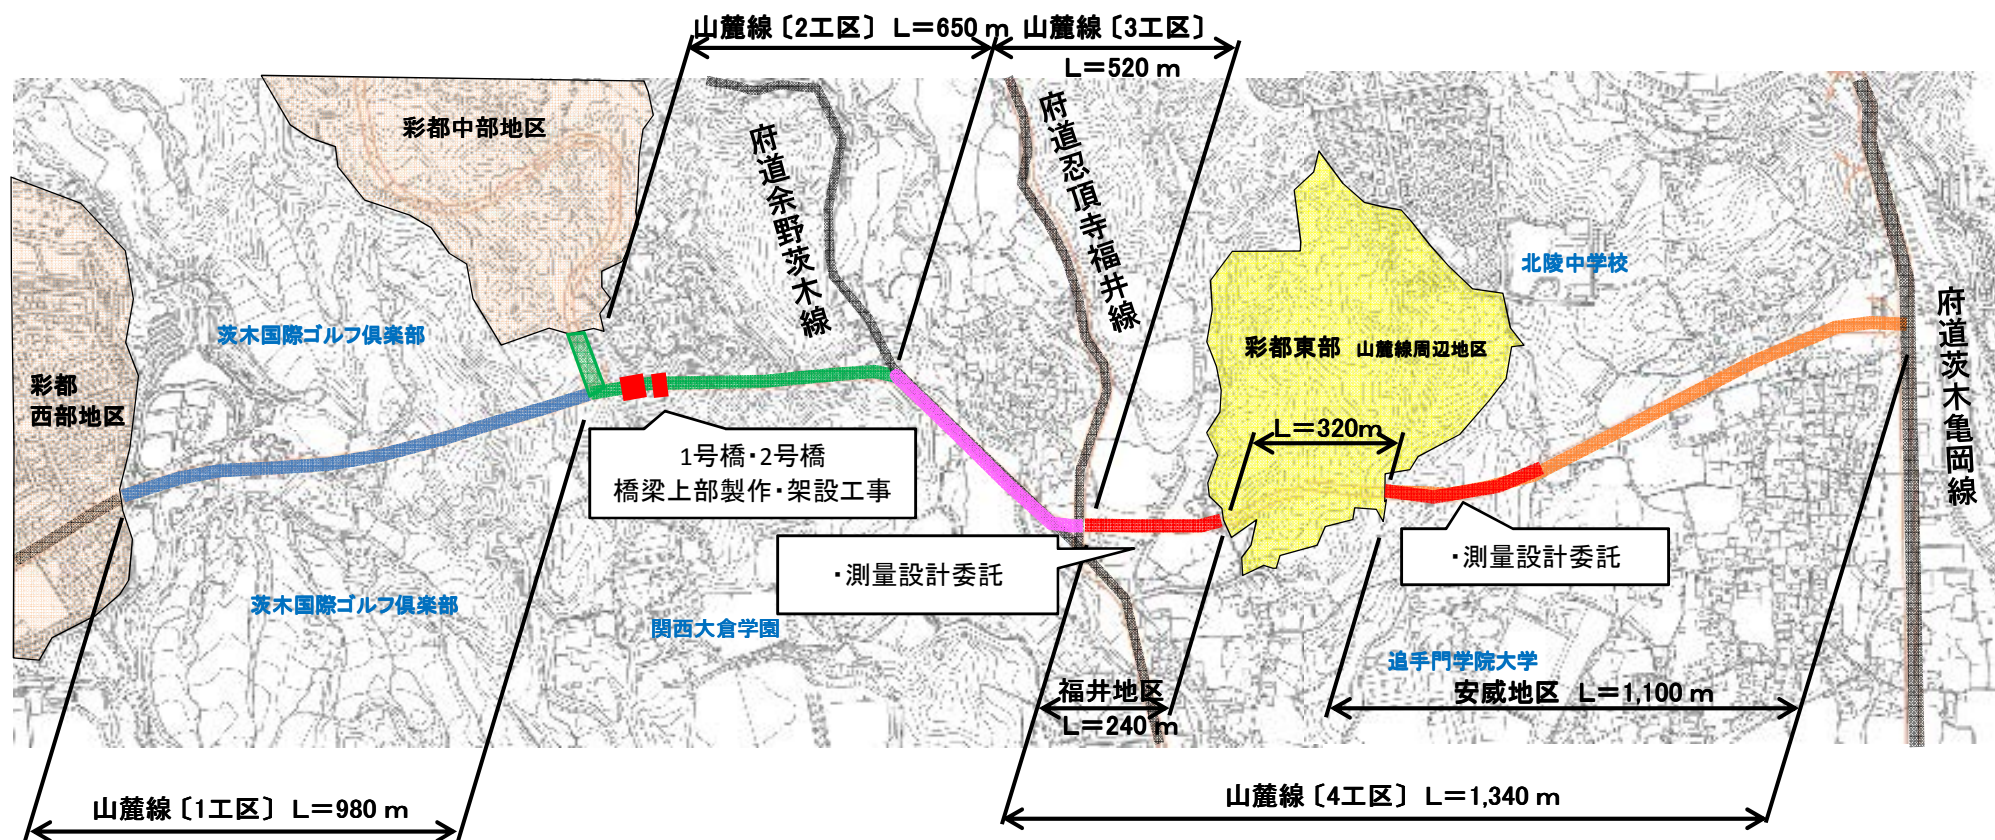 山麓線〔2工区〕 L=650 m
山麓線〔3工区〕
L=520 m
彩都中部地区
府道余野茨木線
府道忍頂寺福井線
北陵中学校
府道茨木亀岡線
茨木国際ゴルフ倶楽部
彩都東部 山麓線周辺地区
彩都
西部地区
L=320m
1号橋・2号橋
橋梁上部製作・架設工事
・測量設計委託
・測量設計委託
茨木国際ゴルフ倶楽部
関西大倉学園
追手門学院大学
福井地区
L=240 m
安威地区 L=1,100 m
山麓線〔1工区〕 L=980 m
山麓線〔4工区〕 L=1,340 m